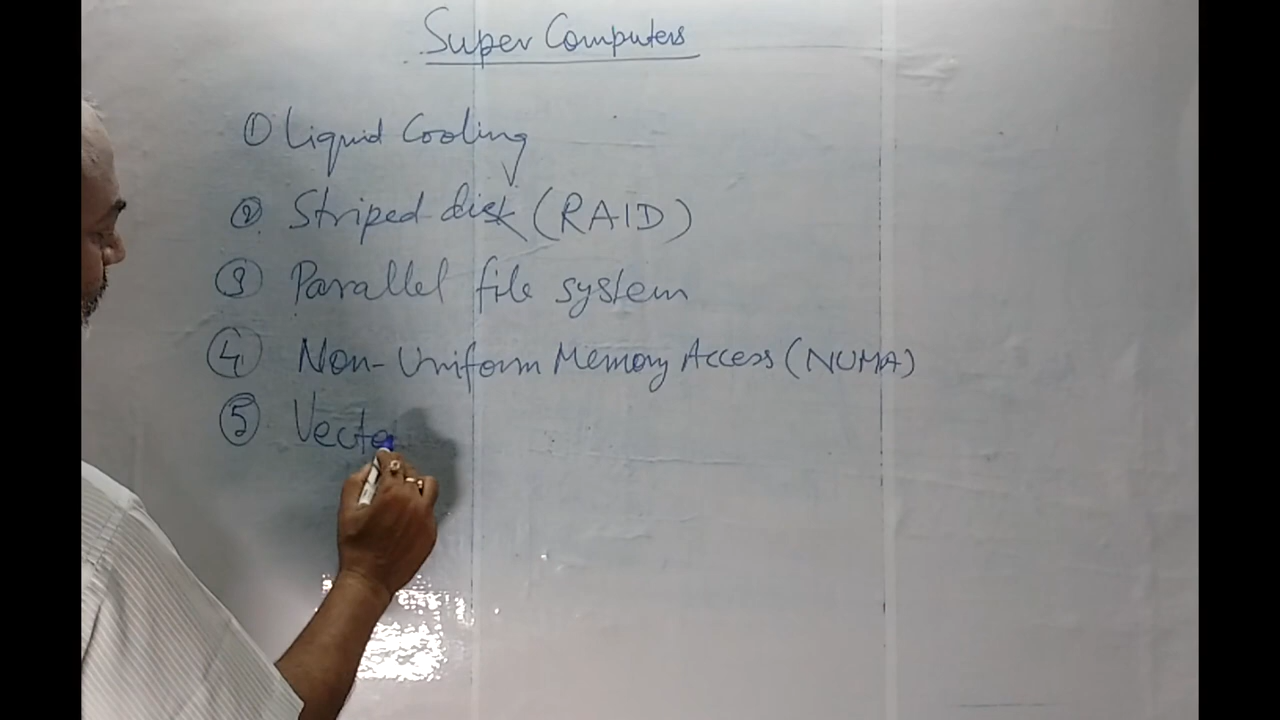 Super Computers
① Liquid Cooling
② Striped disk (RAID)
③ Parallel file system
④ Non-Uniform Memory Access (NUMA)
⑤ Vecto